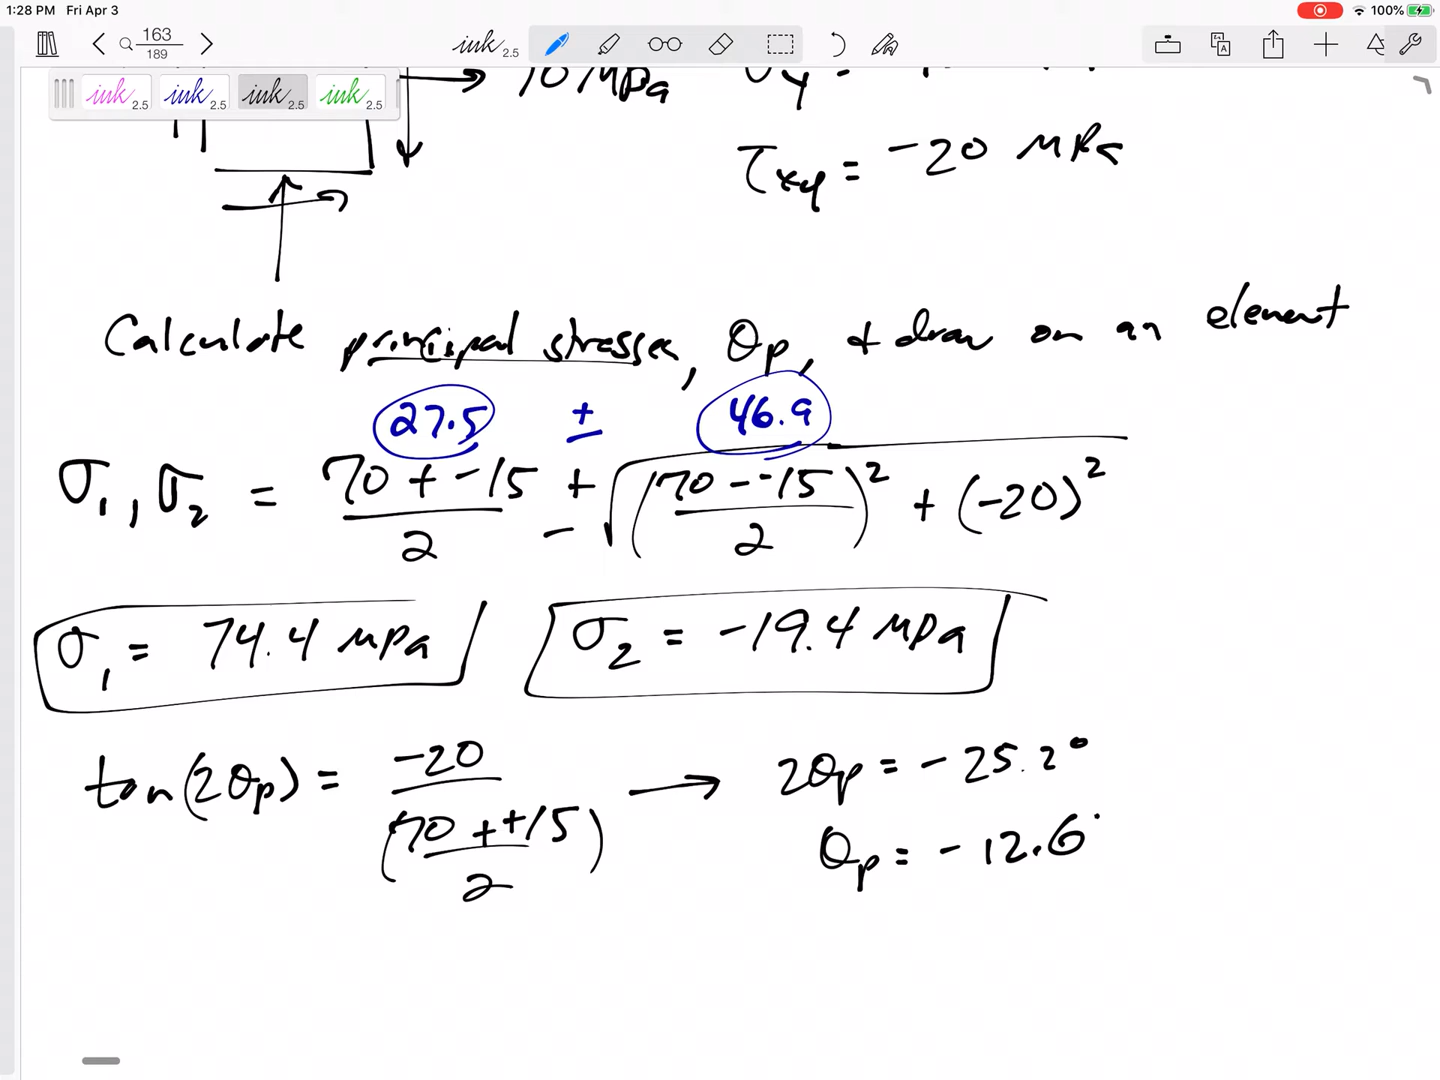 1:28 PM Fri Apr 3
100%
163
189
ink 2.5
ink 2.5 ink 2.5 ink 2.5 ink 2.5
70 MPa
τxy = -20 MPa
Calculate principal stresses, θp, + draw on an element
27.5 ± 46.9
σ1, σ2 = (70 + -15)/2 ± √(((70 - -15)/2)² + (-20)²)
σ1 = 74.4 MPa σ2 = -19.4 MPa
tan(2θp) = -20/((70 + +15)/2) → 2θp = -25.2°
θp = -12.6°